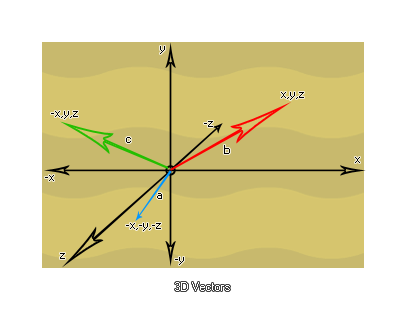 y
x,y,z
-x,y,z
-z
c
b
x
-x
a
-x,-y,-z
z
-y
3D Vectors